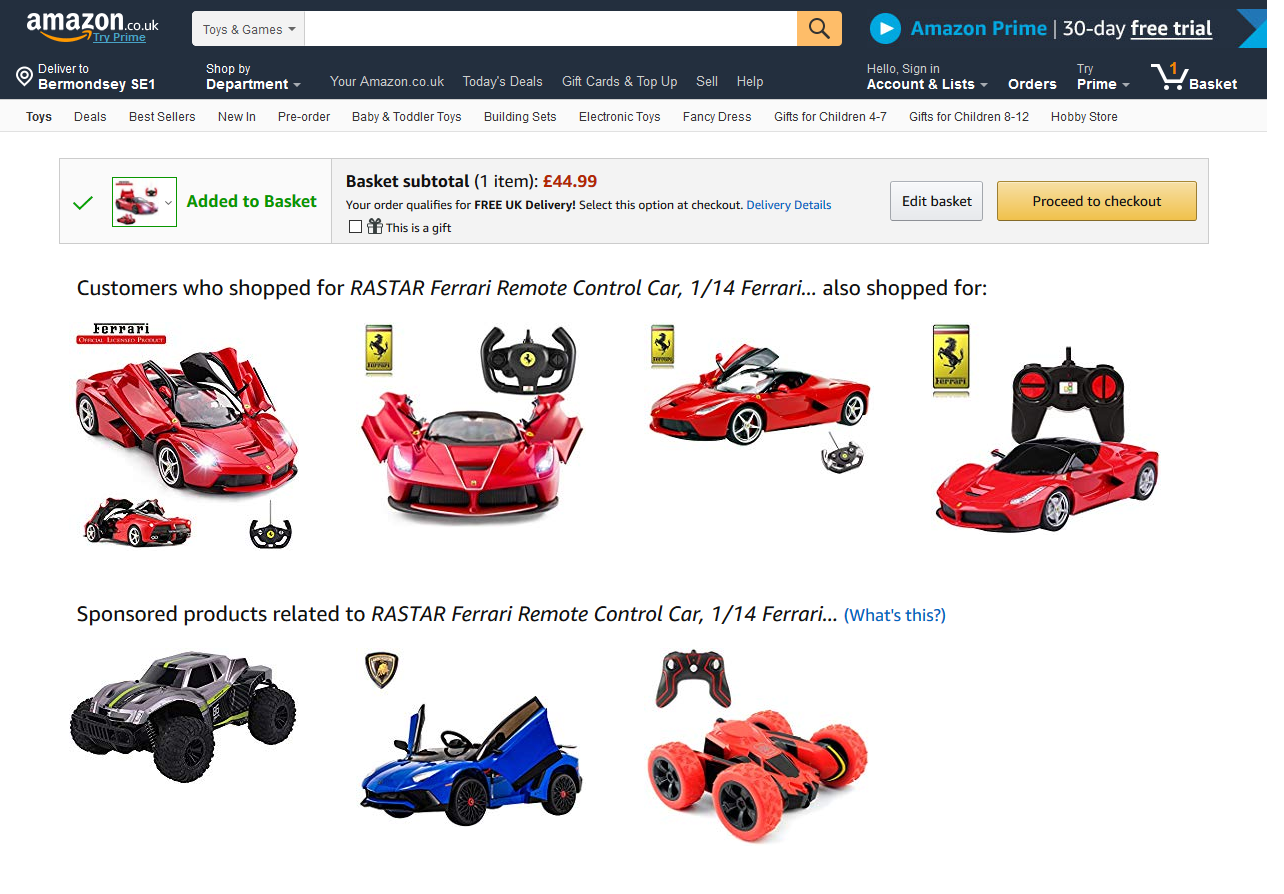 amazon.co.uk
Try Prime
Toys & Games
Amazon Prime | 30-day free trial
Deliver to
Bermondsey SE1
Shop by
Department
Your Amazon.co.uk Today's Deals Gift Cards & Top Up Sell Help
Hello, Sign in
Account & Lists
Orders
Try
Prime
1
Basket
Toys Deals Best Sellers New In Pre-order Baby & Toddler Toys Building Sets Electronic Toys Fancy Dress Gifts for Children 4-7 Gifts for Children 8-12 Hobby Store
Added to Basket
Basket subtotal (1 item): £44.99
Your order qualifies for FREE UK Delivery! Select this option at checkout. Delivery Details
This is a gift
Edit basket
Proceed to checkout
Customers who shopped for RASTAR Ferrari Remote Control Car, 1/14 Ferrari... also shopped for:
Ferrari
OFFICIAL LICENSED PRODUCT
Ferrari
Ferrari
Ferrari
Sponsored products related to RASTAR Ferrari Remote Control Car, 1/14 Ferrari... (What's this?)